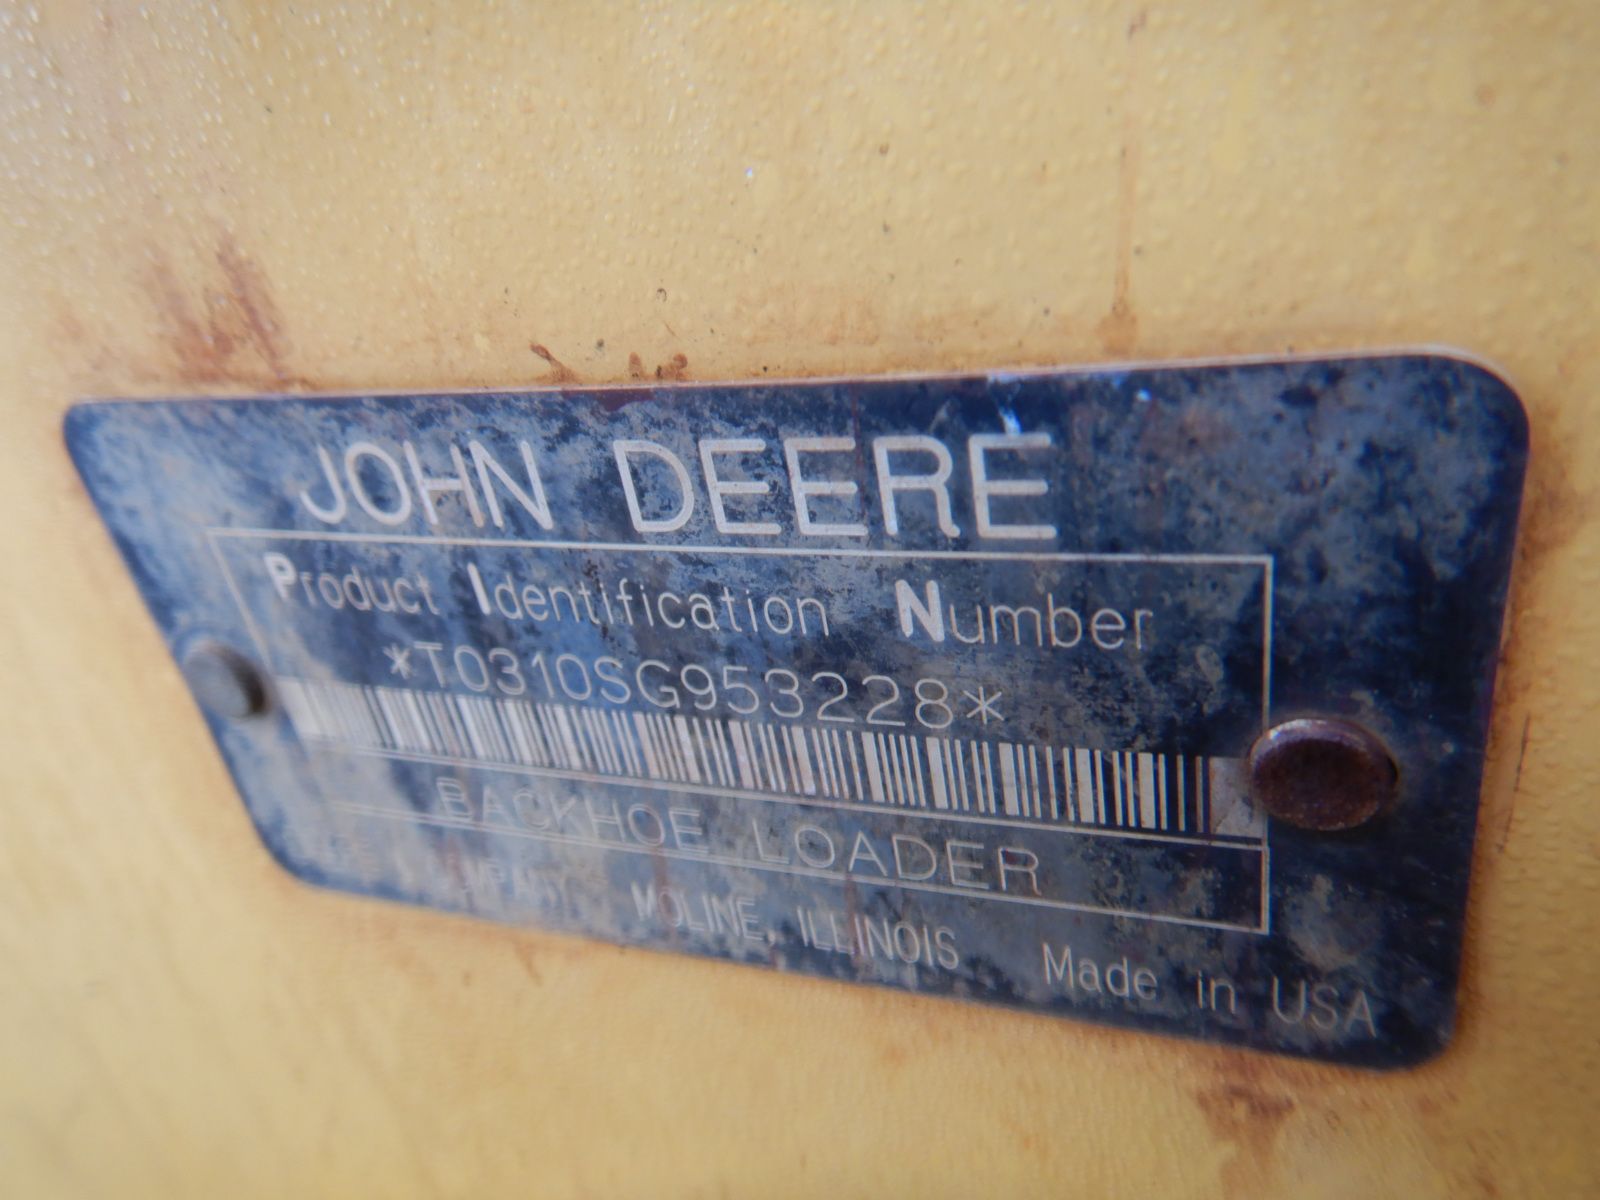 JOHN DEERE
Product Identification Number
*T0310SG953228*
BACKHOE LOADER
MOLINE, ILLINOIS Made in USA